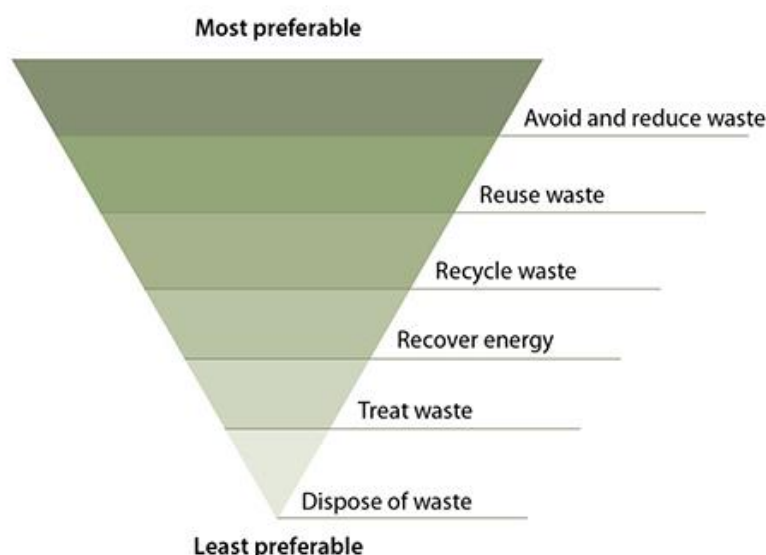 Most preferable
Avoid and reduce waste
Reuse waste
Recycle waste
Recover energy
Treat waste
Dispose of waste
Least preferable